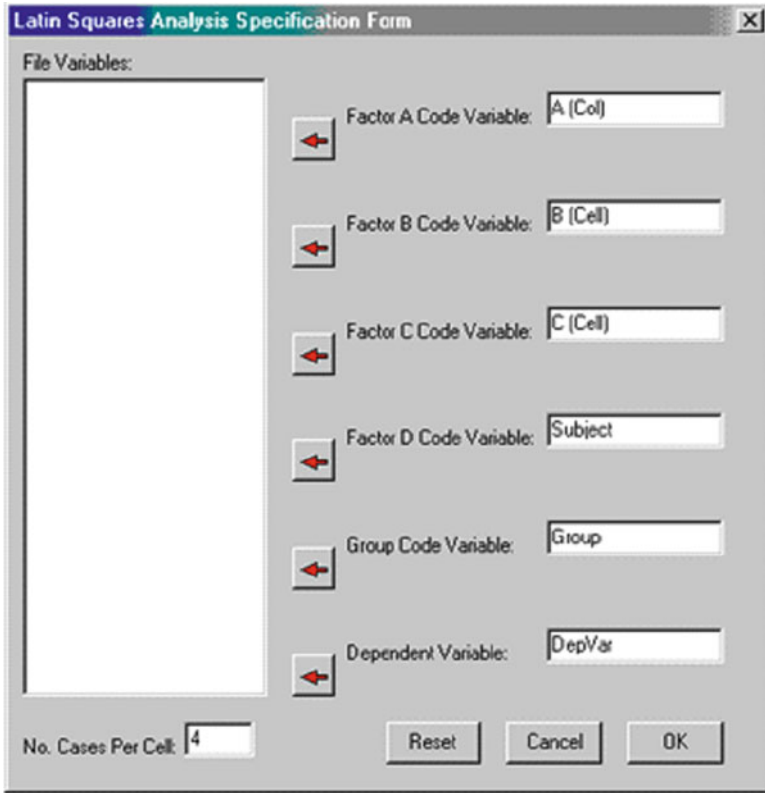 Latin Squares Analysis Specification Form
File Variables:
Factor A Code Variable: A (Col)
Factor B Code Variable: B (Cell)
Factor C Code Variable: C (Cell)
Factor D Code Variable: Subject
Group Code Variable: Group
Dependent Variable: DepVar
No. Cases Per Cell: 4
Reset Cancel OK